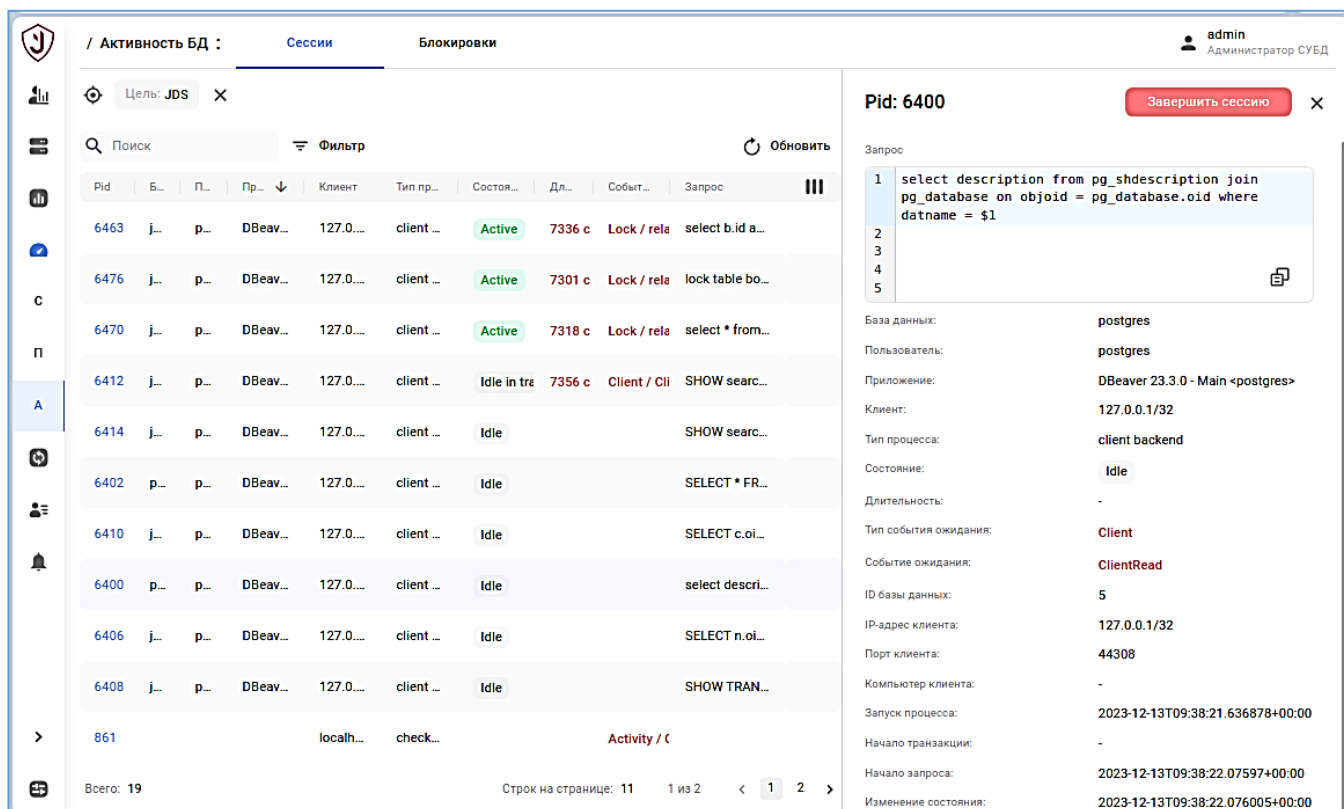 / Активность БД :
Сессии
Блокировки
admin
Администратор СУБД
Цель: JDS
Поиск
Фильтр
Обновить
Pid Б... П... Пр... Клиент Тип пр... Состоя... Дл... Событ... Запрос
6463 j... p... DBeav... 127.0.... client ... Active 7336 с Lock / rela select b.id a...
6476 j... p... DBeav... 127.0.... client ... Active 7301 с Lock / rela lock table bo...
6470 j... p... DBeav... 127.0.... client ... Active 7318 с Lock / rela select * from...
6412 j... p... DBeav... 127.0.... client ... Idle in tra 7356 с Client / Cli SHOW searc...
6414 j... p... DBeav... 127.0.... client ... Idle SHOW searc...
6402 p... p... DBeav... 127.0.... client ... Idle SELECT * FR...
6410 j... p... DBeav... 127.0.... client ... Idle SELECT c.oi...
6400 p... p... DBeav... 127.0.... client ... Idle select descri...
6406 j... p... DBeav... 127.0.... client ... Idle SELECT n.oi...
6408 j... p... DBeav... 127.0.... client ... Idle SHOW TRAN...
861 localh... check... Activity / C
Всего: 19
Строк на странице: 11 1 из 2 < 1 2 >
С
П
А
Pid: 6400
Завершить сессию
Запрос
1 select description from pg_shdescription join
pg_database on objoid = pg_database.oid where
datname = $1
2
3
4
5
База данных: postgres
Пользователь: postgres
Приложение: DBeaver 23.3.0 - Main <postgres>
Клиент: 127.0.0.1/32
Тип процесса: client backend
Состояние: Idle
Длительность: -
Тип события ожидания: Client
Событие ожидания: ClientRead
ID базы данных: 5
IP-адрес клиента: 127.0.0.1/32
Порт клиента: 44308
Компьютер клиента: -
Запуск процесса: 2023-12-13T09:38:21.636878+00:00
Начало транзакции: -
Начало запроса: 2023-12-13T09:38:22.07597+00:00
Изменение состояния: 2023-12-13T09:38:22.076005+00:00